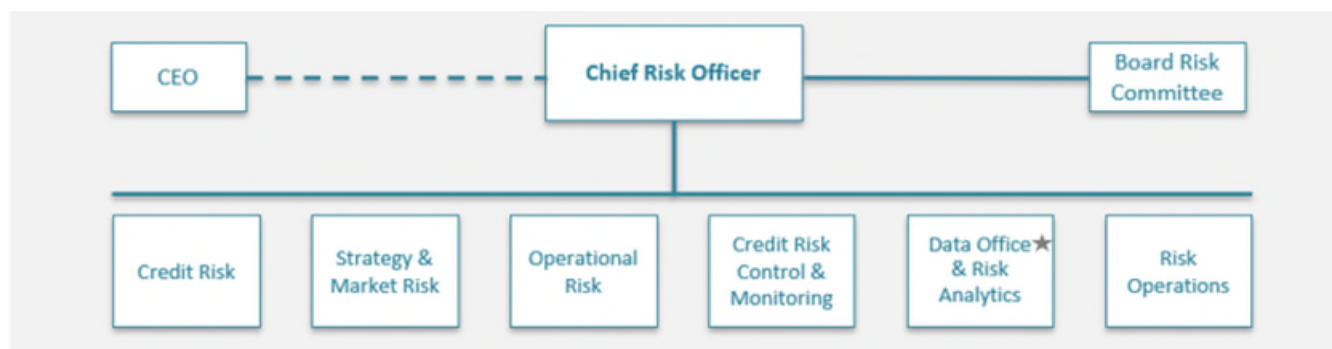 CEO
Chief Risk Officer
Board Risk
Committee
Credit Risk
Strategy &
Market Risk
Operational
Risk
Credit Risk
Control &
Monitoring
Data Office★
& Risk
Analytics
Risk
Operations